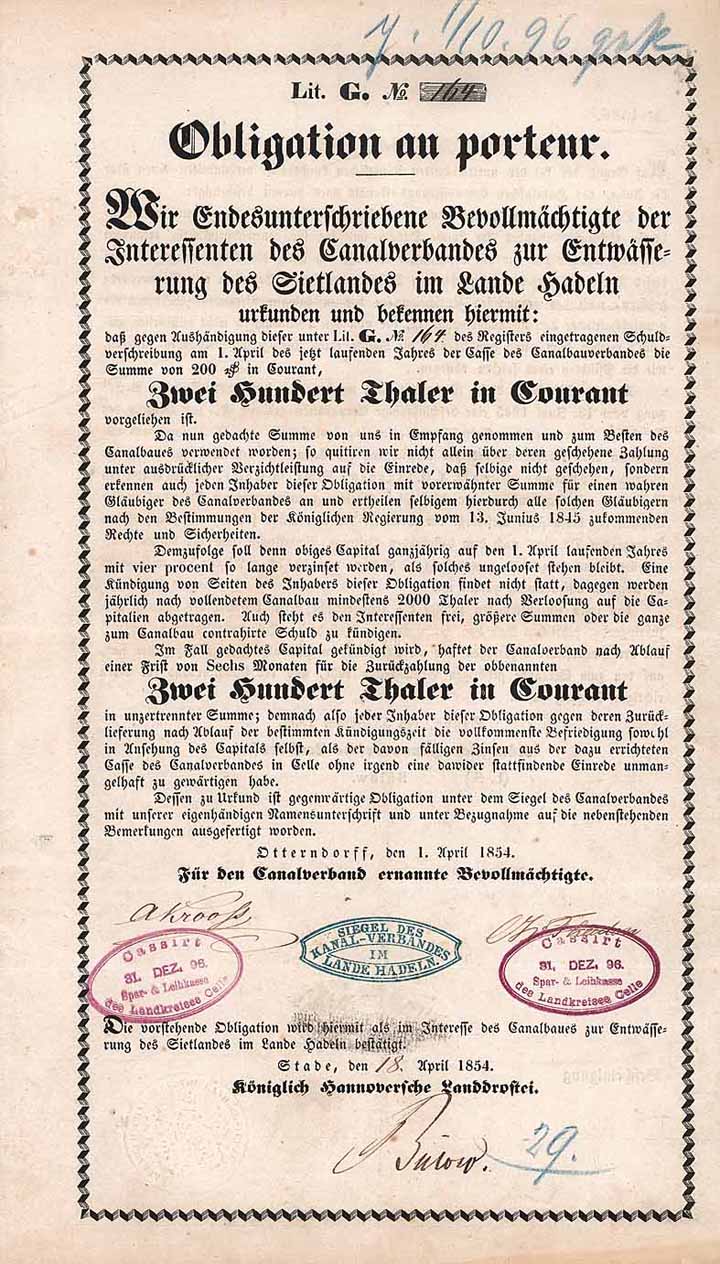 7. 1/10. 96
Lit. G. № 164
Obligation au porteur.
Wir Endesunterschriebene Bevollmächtigte der
Interessenten des Canalverbandes zur Entwässe-
rung des Sietlandes im Lande Hadeln
urkunden und bekennen hiermit:
daß gegen Aushändigung dieser unter Lit. G. № 164 des Registers eingetragenen Schuld-
verschreibung am 1. April des jetzt laufenden Jahres der Casse des Canalbauverbandes die
Summe von 200 ₰ in Courant,
Zwei Hundert Thaler in Courant
vorgeliehen ist.
Da nun gedachte Summe von uns in Empfang genommen und zum Besten des
Canalbaues verwendet worden; so quitiren wir nicht allein über deren geschehene Zahlung
unter ausdrücklicher Verzichtleistung auf die Einrede, daß selbige nicht geschehen, sondern
erkennen auch jeden Inhaber dieser Obligation mit vorerwähnter Summe für einen wahren
Gläubiger des Canalverbandes an und ertheilen selbigem hierdurch alle solchen Gläubigern
nach den Bestimmungen der Königlichen Regierung vom 13. Junius 1845 zukommenden
Rechte und Sicherheiten.
Demzufolge soll denn obiges Capital ganzjährig auf den 1. April laufenden Jahres
mit vier procent so lange verzinset werden, als solches ungelooset stehen bleibt. Eine
Kündigung von Seiten des Inhabers dieser Obligation findet nicht statt, dagegen werden
jährlich nach vollendetem Canalbau mindestens 2000 Thaler nach Verloosung auf die Ca-
pitalien abgetragen. Auch steht es den Interessenten frei, größere Summen oder die ganze
zum Canalbau contrahirte Schuld zu kündigen.
Im Fall gedachtes Capital gekündigt wird, haftet der Canalverband nach Ablauf
einer Frist von Sechs Monaten für die Zurückzahlung der obbenannten
Zwei Hundert Thaler in Courant
in unzertrennter Summe; demnach also jeder Inhaber dieser Obligation gegen deren Zurück-
lieferung nach Ablauf der bestimmten Kündigungszeit die vollkommenste Befriedigung sowohl
in Ansehung des Capitals selbst, als der davon fälligen Zinsen aus der dazu errichteten
Casse des Canalverbandes in Celle ohne irgend eine dawider stattfindende Einrede unman-
gelhaft zu gewärtigen habe.
Dessen zu Urkund ist gegenwärtige Obligation unter dem Siegel des Canalverbandes
mit unserer eigenhändigen Namensunterschrift und unter Bezugnahme auf die nebenstehenden
Bemerkungen ausgefertigt worden.
Otterndorff, den 1. April 1854.
Für den Canalverband ernannte Bevollmächtigte.
AKrooß
SIEGEL DES
KANAL-VERBANDES
IM
LANDE HADELN.
Cassirt
31. DEZ. 96.
Spar- & Leihkasse
des Landkreises Celle
Cassirt
31. DEZ. 96.
Spar- & Leihkasse
des Landkreises Celle
Die vorstehende Obligation wird hiermit als im Interesse des Canalbaues zur Entwässe-
rung des Sietlandes im Lande Hadeln bestätigt.
Stade, den 18. April 1854.
Königlich Hannoversche Landdrostei.
Bülow.
29.